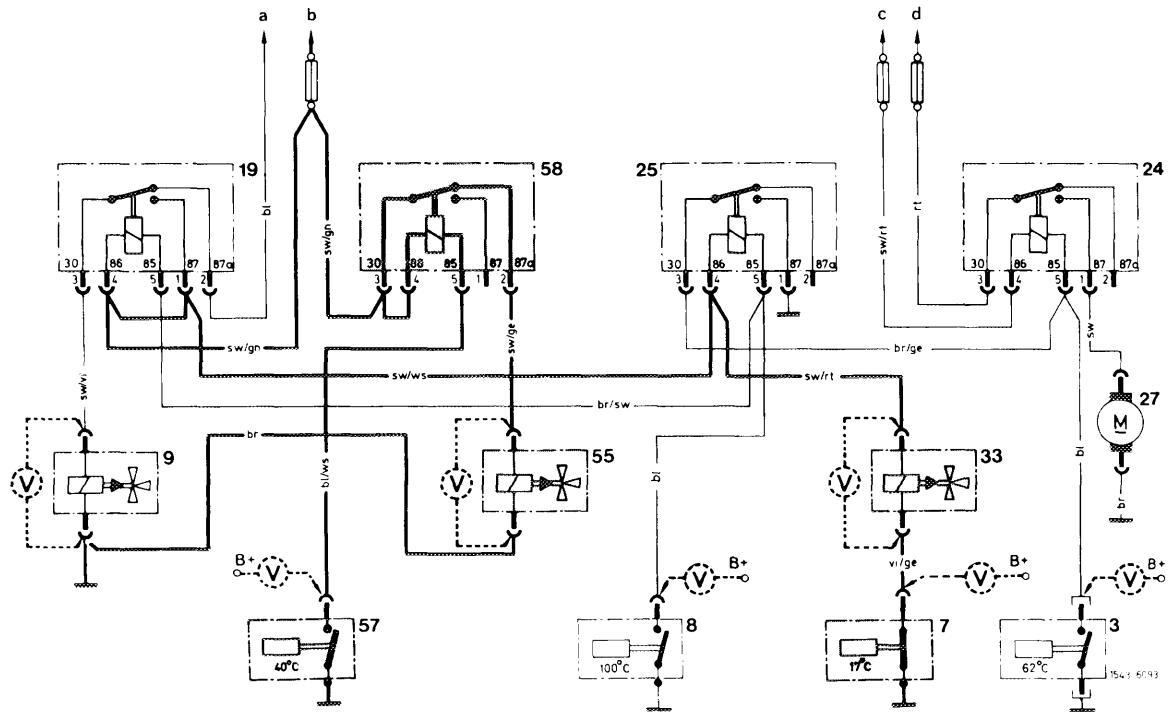 a b c d
19 58 25 24
bl sw/gn sw/rt rt
30 86 85 87 87a
3 4 5 1 2
30 86 85 87 87a
3 4 5 1 2
30 86 85 87 87a
3 4 5 1 2
30 86 85 87 87a
3 4 5 1 2
sw/gn sw/ge br/ge sw
sw/ws sw/rt
sw/vi br/sw
br bl/ws bl bl
27
M
9 55 33
V V V
br
vi/ge
B+ V V B+ V B+ V B+
57 8 7 3
40°C 100°C 17°C 62°C
1543-6093